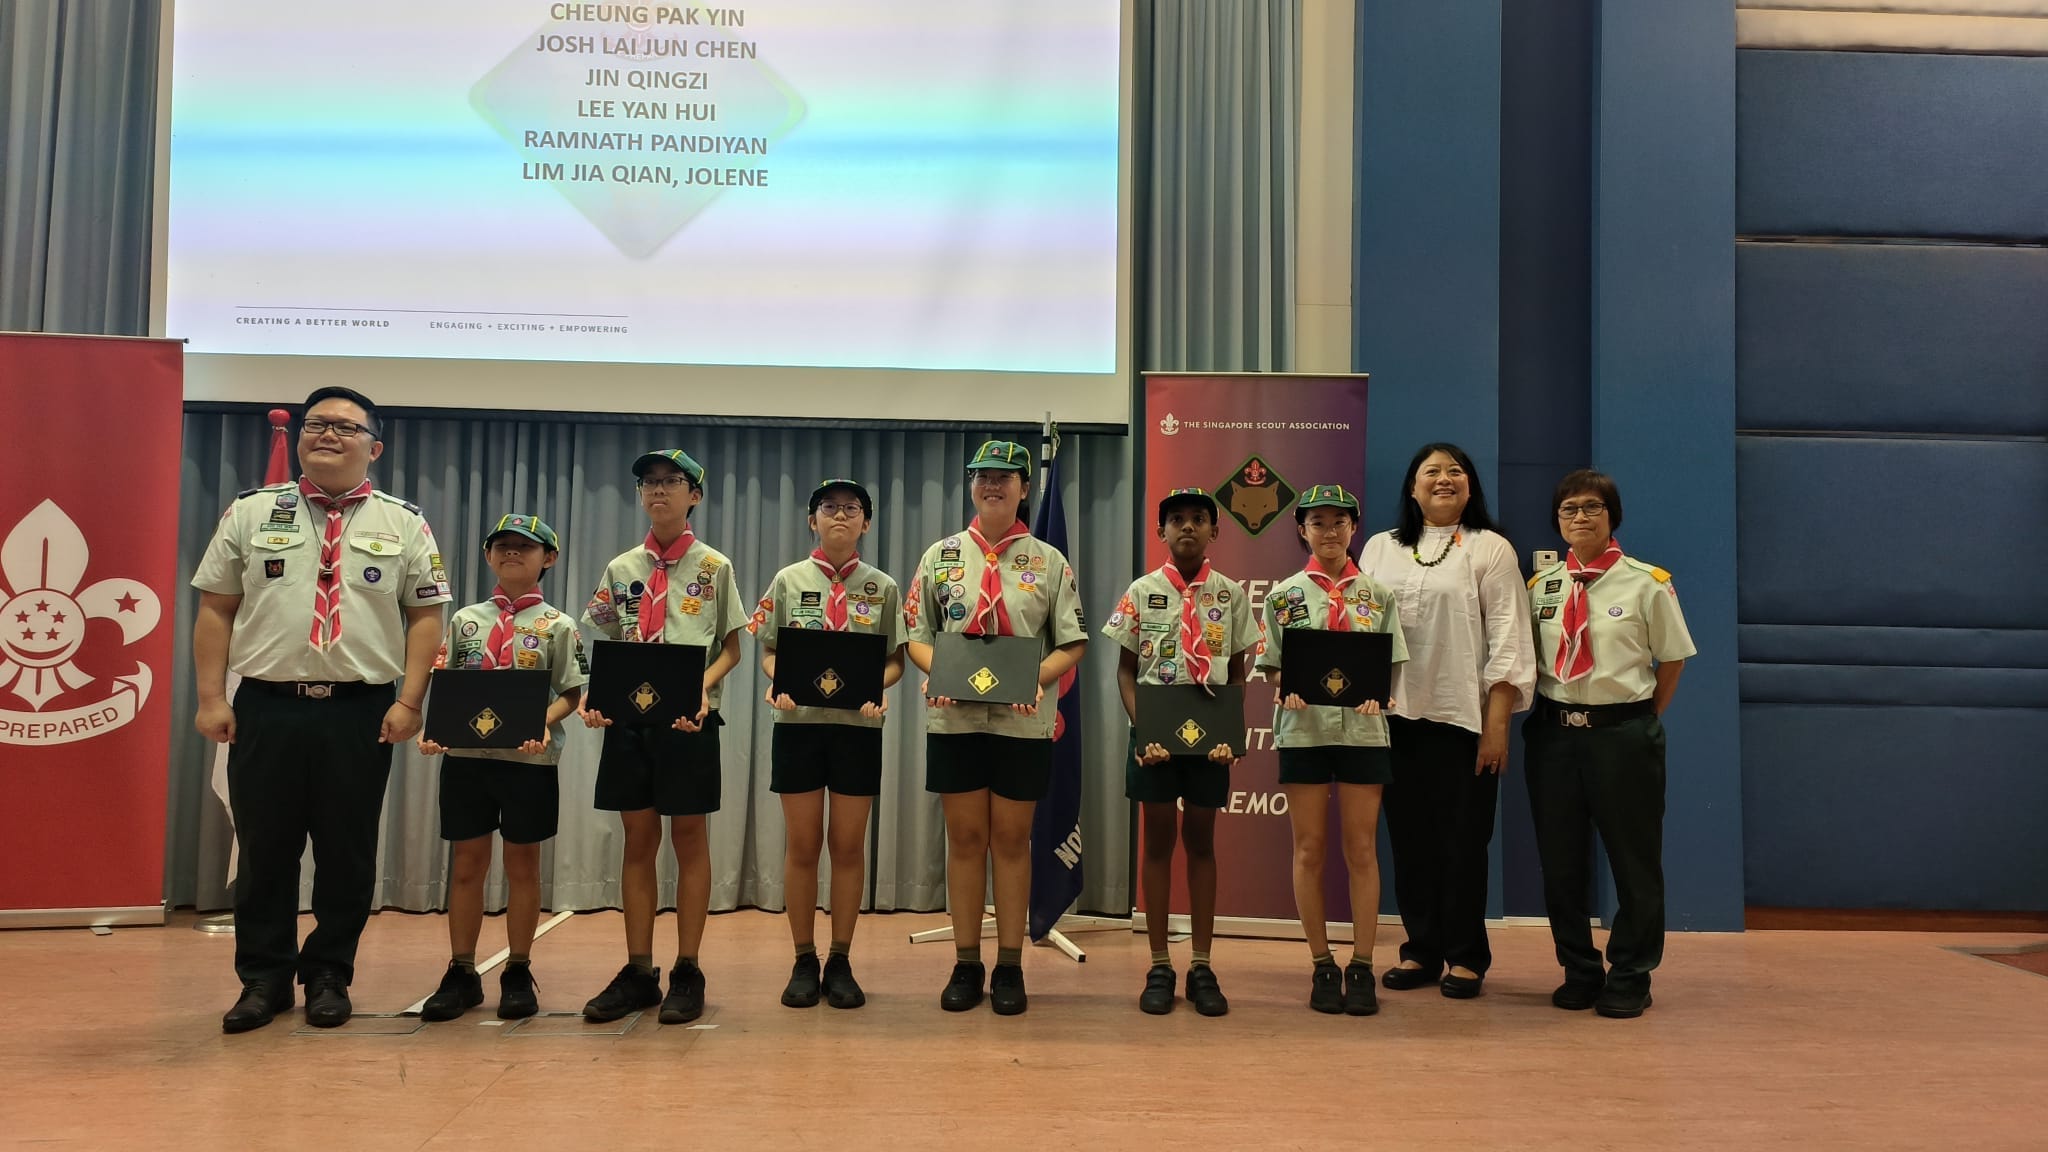 CHEUNG PAK YIN
JOSH LAI JUN CHEN
JIN QINGZI
LEE YAN HUI
RAMNATH PANDIYAN
LIM JIA QIAN, JOLENE
CREATING A BETTER WORLD
ENGAGING + EXCITING + EMPOWERING
THE SINGAPORE SCOUT ASSOCIATION
PREPARED